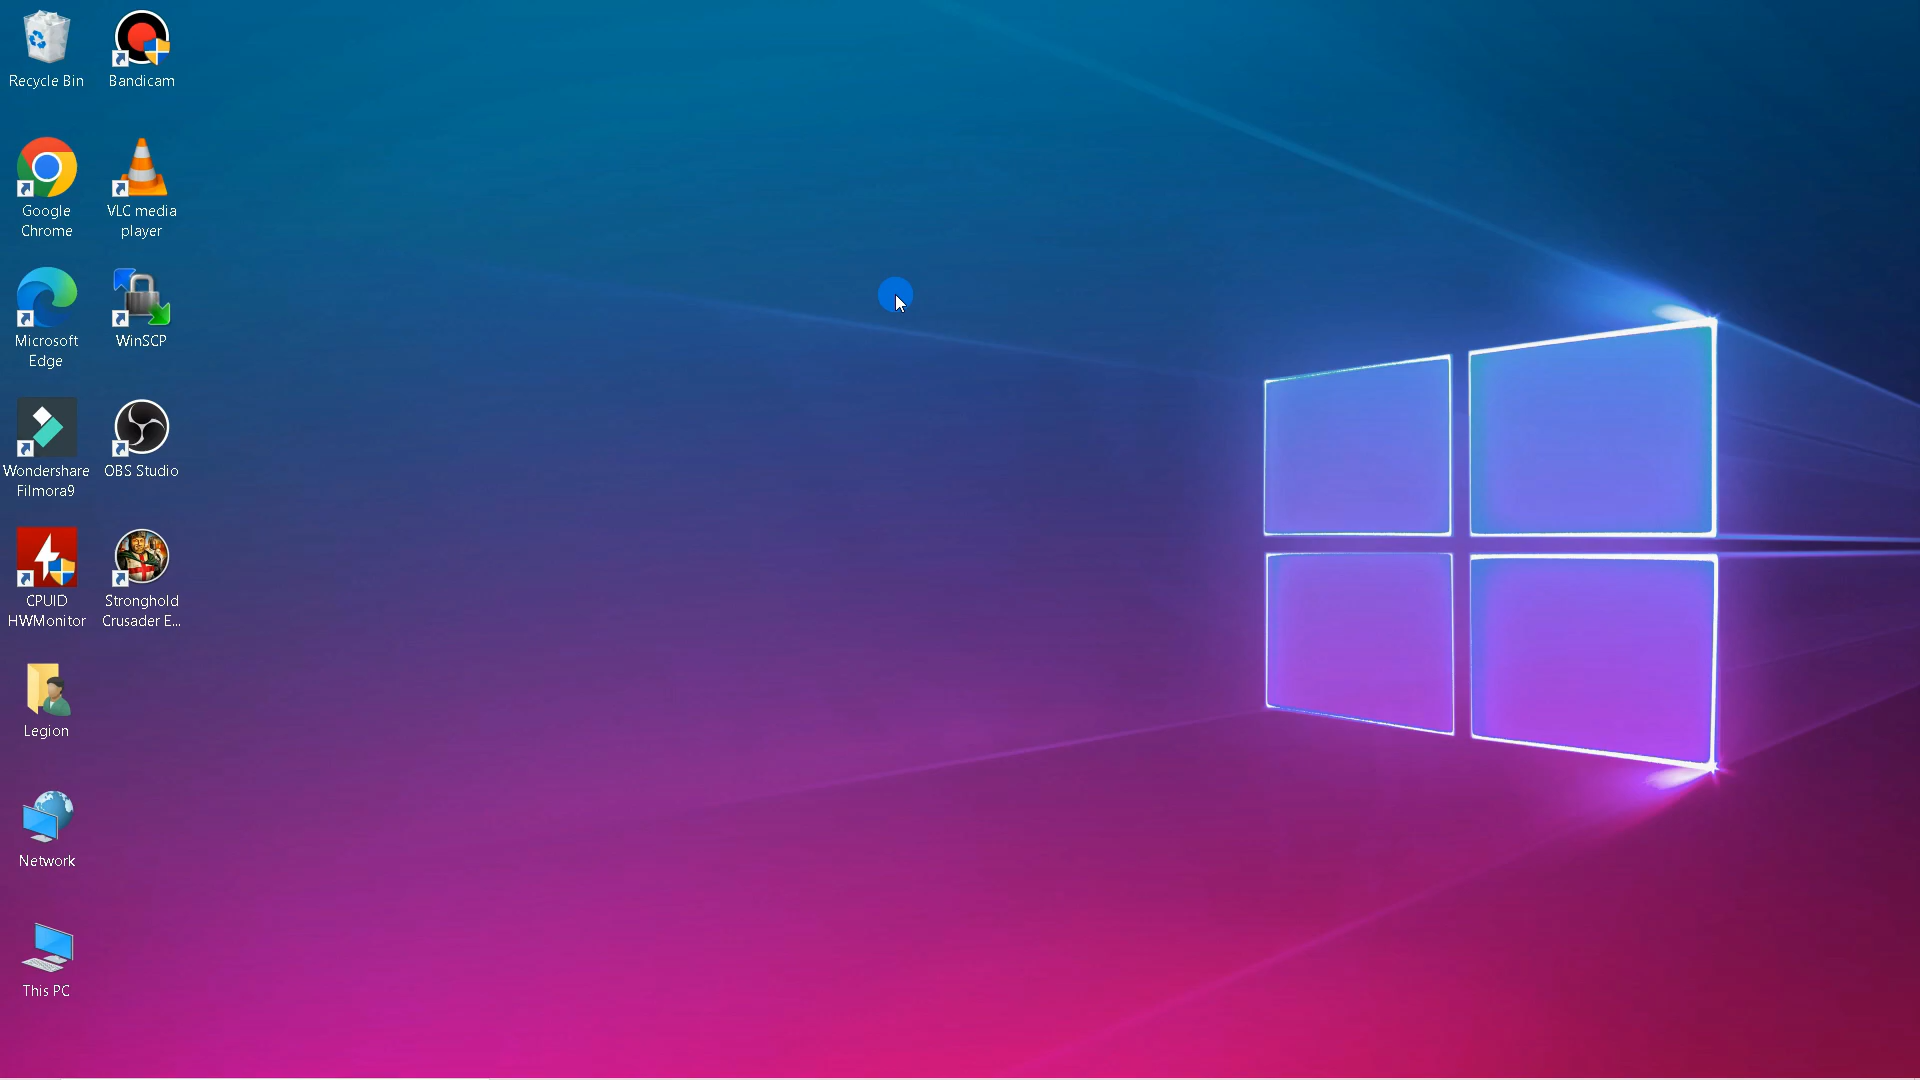 Recycle Bin
Bandicam
Google
Chrome
VLC media
player
Microsoft
Edge
WinSCP
Wondershare
Filmora9
OBS Studio
CPUID
HWMonitor
Stronghold
Crusader E...
Legion
Network
This PC